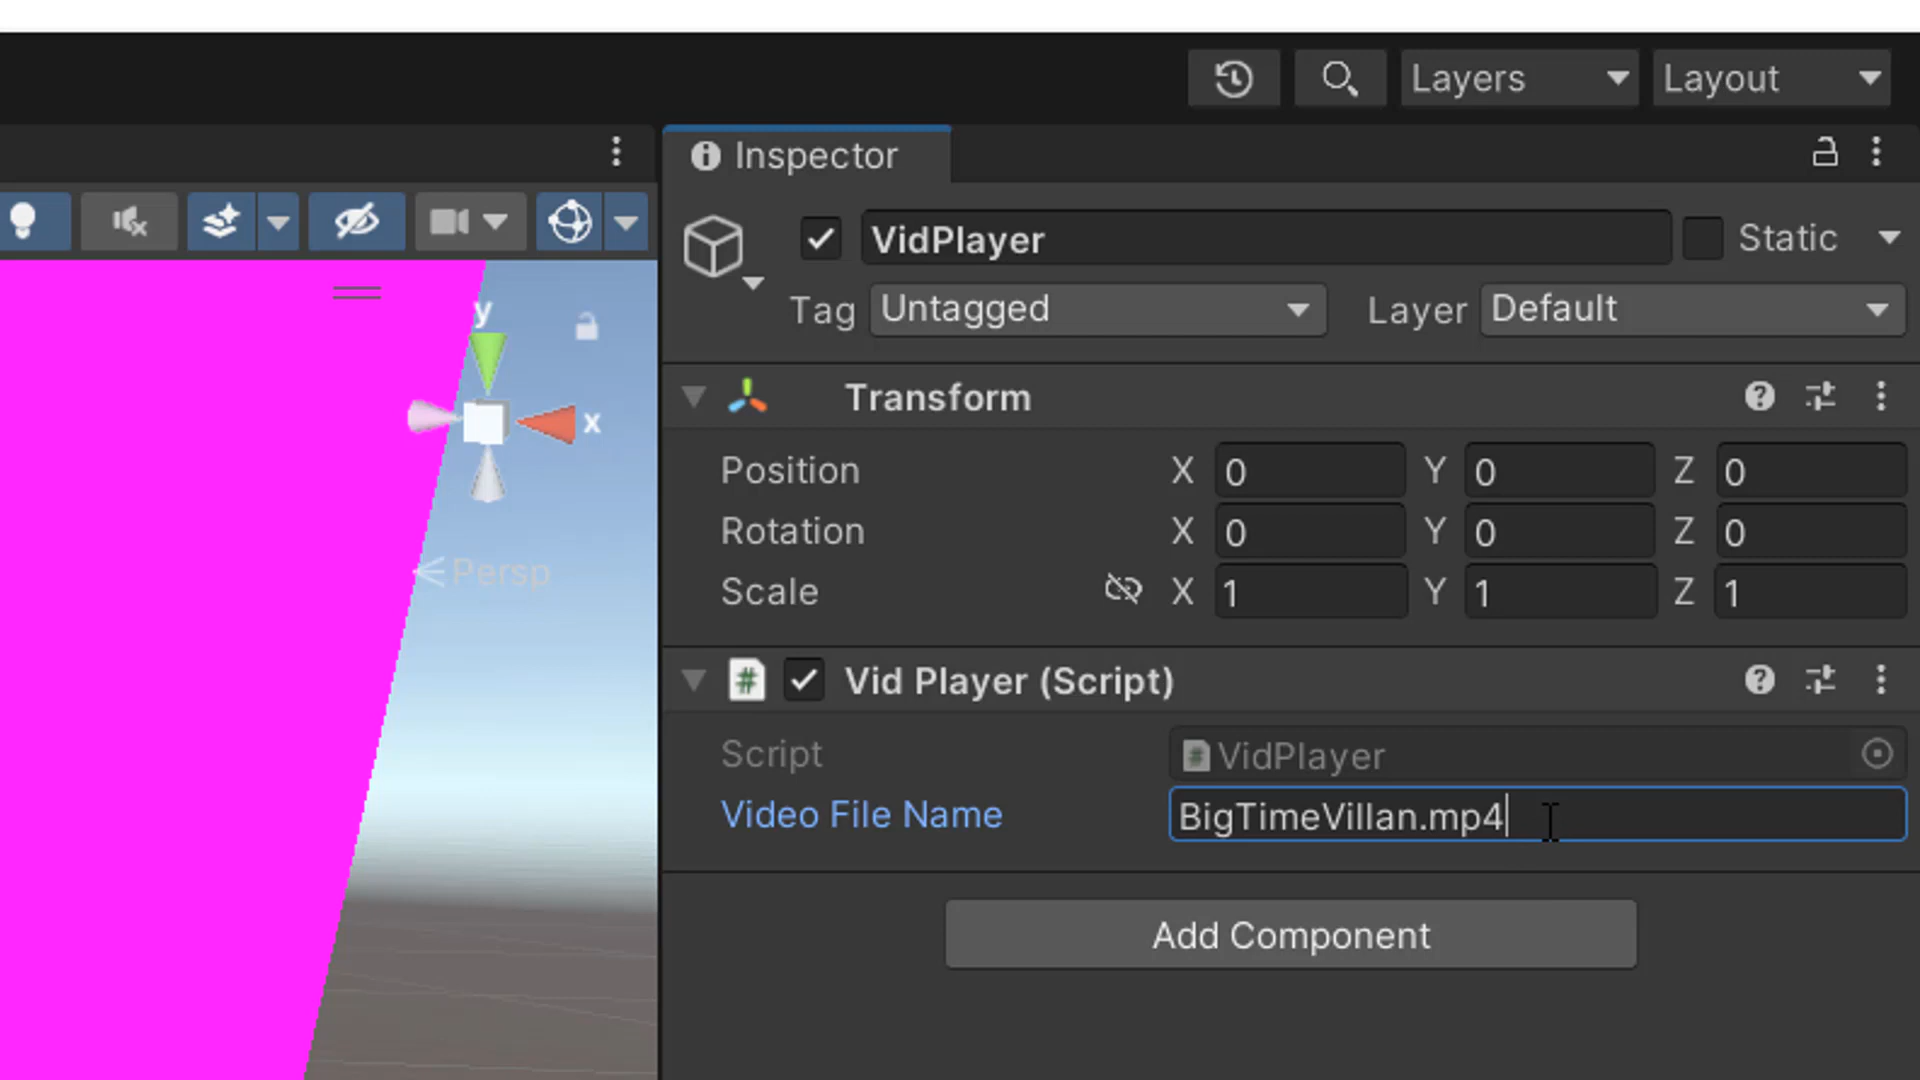 Layers
Layout
Inspector
VidPlayer
Static
Tag
Untagged
Layer
Default
y
x
Persp
Transform
Position X 0 Y 0 Z 0
Rotation X 0 Y 0 Z 0
Scale X 1 Y 1 Z 1
# Vid Player (Script)
Script
# VidPlayer
Video File Name
BigTimeVillan.mp4
Add Component